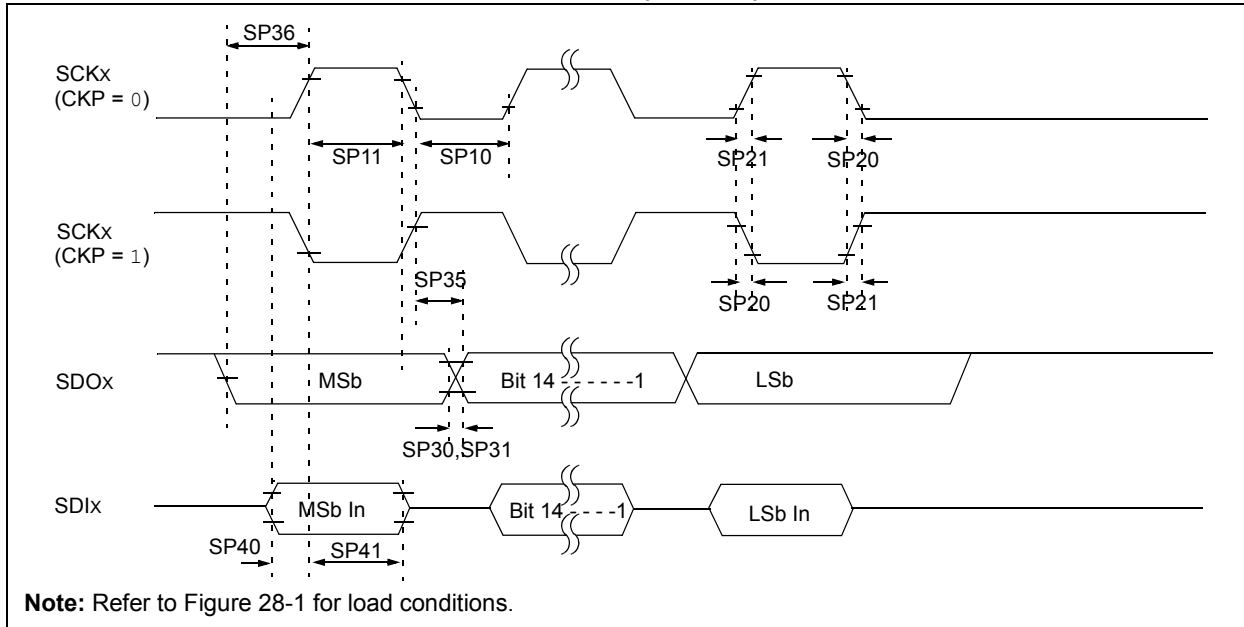 SP36
SCKx
(CKP = 0)
SP11
SP10
SP21
SP20
SCKx
(CKP = 1)
SP35
SP20
SP21
SDOx
MSb
Bit 14 - - - - - -1
LSb
SP30,SP31
SDIx
MSb In
Bit 14 - - - -1
LSb In
SP40
SP41
Note: Refer to Figure 28-1 for load conditions.